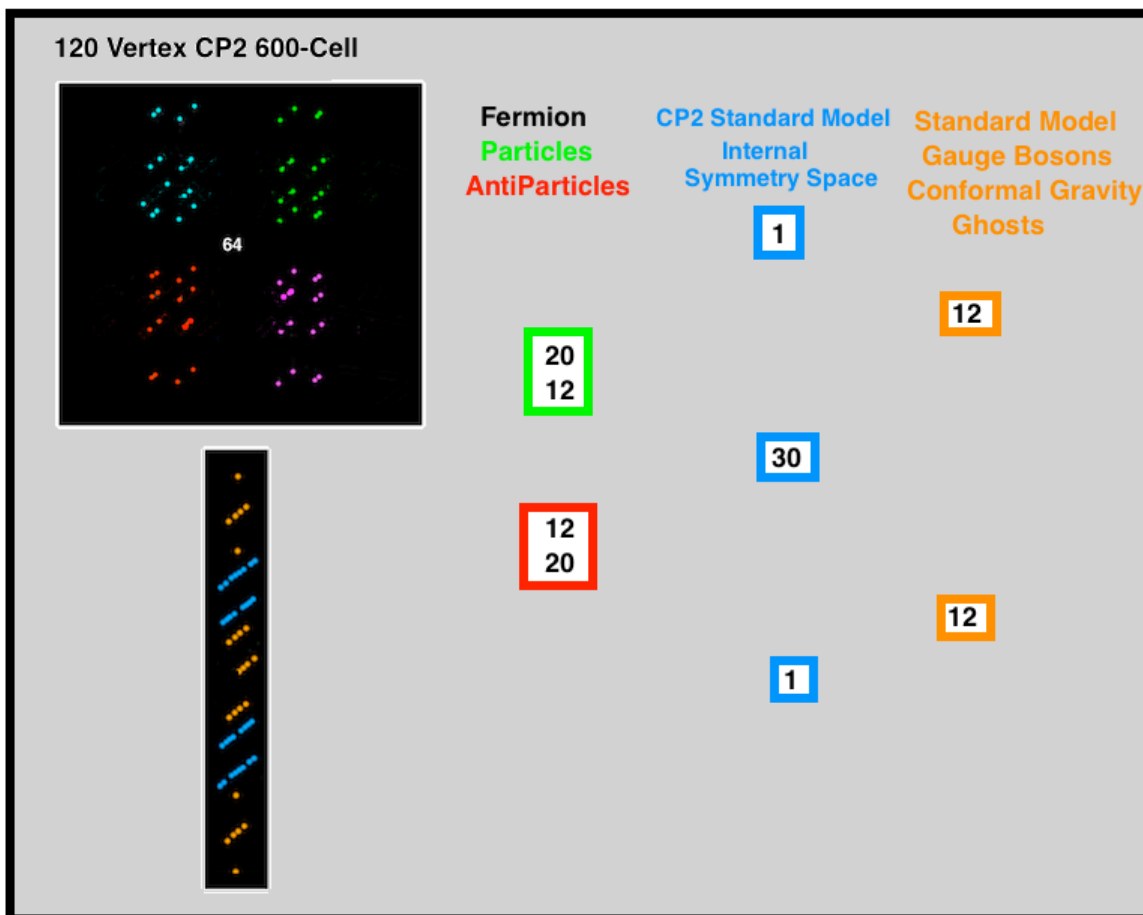 120 Vertex CP2 600-Cell
64
Fermion
Particles
AntiParticles
CP2 Standard Model
Internal
Symmetry Space
Standard Model
Gauge Bosons
Conformal Gravity
Ghosts
1
12
20
12
30
12
20
12
1